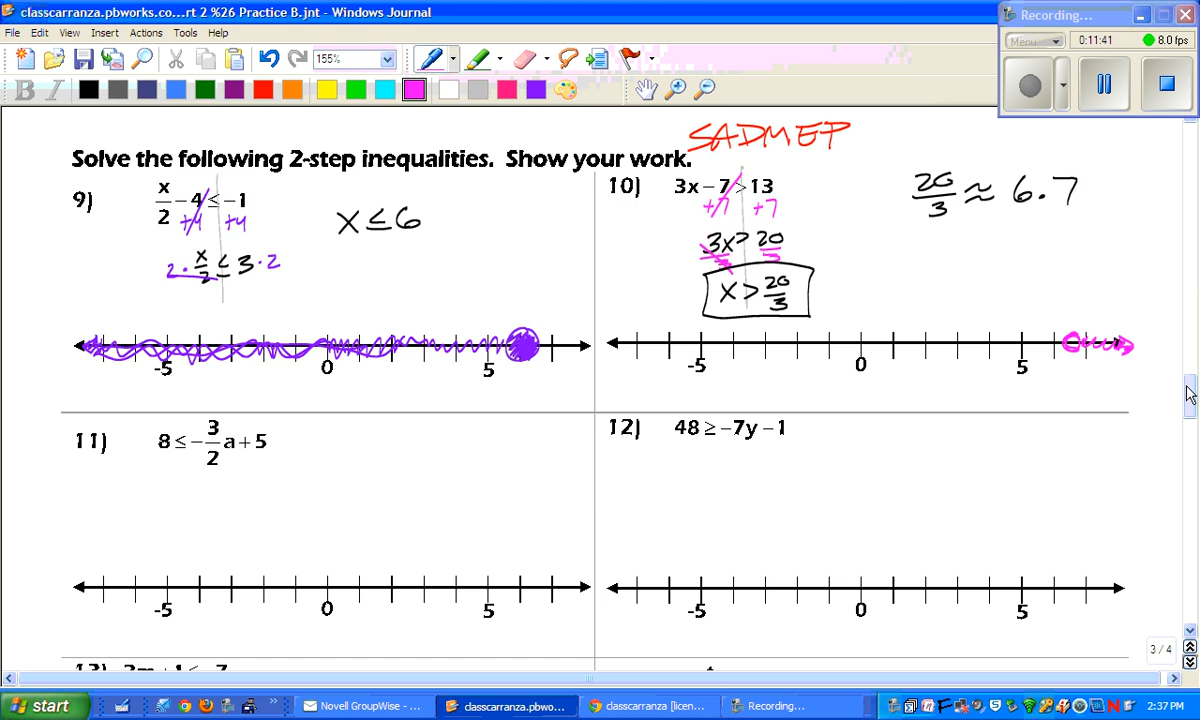 classcarranza.pbworks.co...rt 2 %26 Practice B.jnt - Windows Journal
Recording...
File Edit View Insert Actions Tools Help
Menu 0:11:41 8.0 fps
155%
B I
SADMEP
Solve the following 2-step inequalities. Show your work.
9) x/2 - 4 ≤ -1
+4 +4
2 · x/2 ≤ 3 · 2
x ≤ 6
-5 0 5
10) 3x - 7 > 13
+7 +7
3x/3 > 20/3
x > 20/3
20/3 ≈ 6.7
-5 0 5
11) 8 ≤ -3/2 a + 5
-5 0 5
12) 48 ≥ -7y - 1
-5 0 5
3 / 4
start Novell GroupWise - ... classcarranza.pbwo... classcarranza [licen... Recording... 2:37 PM